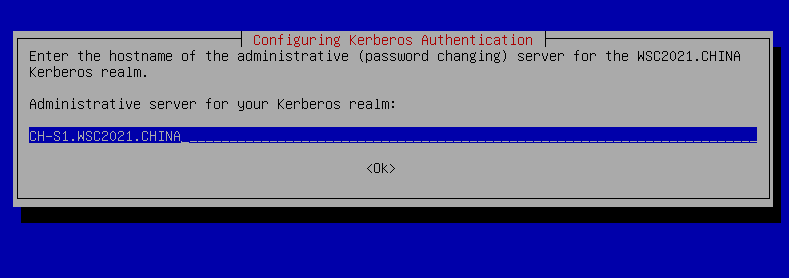 Configuring Kerberos Authentication
Enter the hostname of the administrative (password changing) server for the WSC2021.CHINA
Kerberos realm.
Administrative server for your Kerberos realm:
CH-S1.WSC2021.CHINA
<Ok>